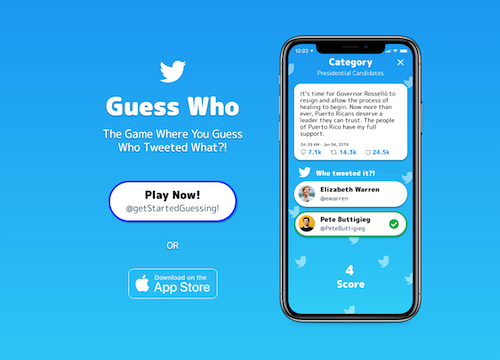 Guess Who
The Game Where You Guess
Who Tweeted What?!
Play Now!
@getStartedGuessing!
OR
Download on the
App Store
12:22
Category
Presidential Candidates
It's time for Governor Rosselló to
resign and allow the process of
healing to begin. Now more than
ever, Puerto Ricans deserve a
leader they can trust. The people
of Puerto Rico have my full
support.
04:28 AM - Jan 04, 2019
7.1k 14.3k 24.5k
Who tweeted it?!
Elizabeth Warren
@ewarren
Pete Buttigieg
@PeteButtigieg
4
Score